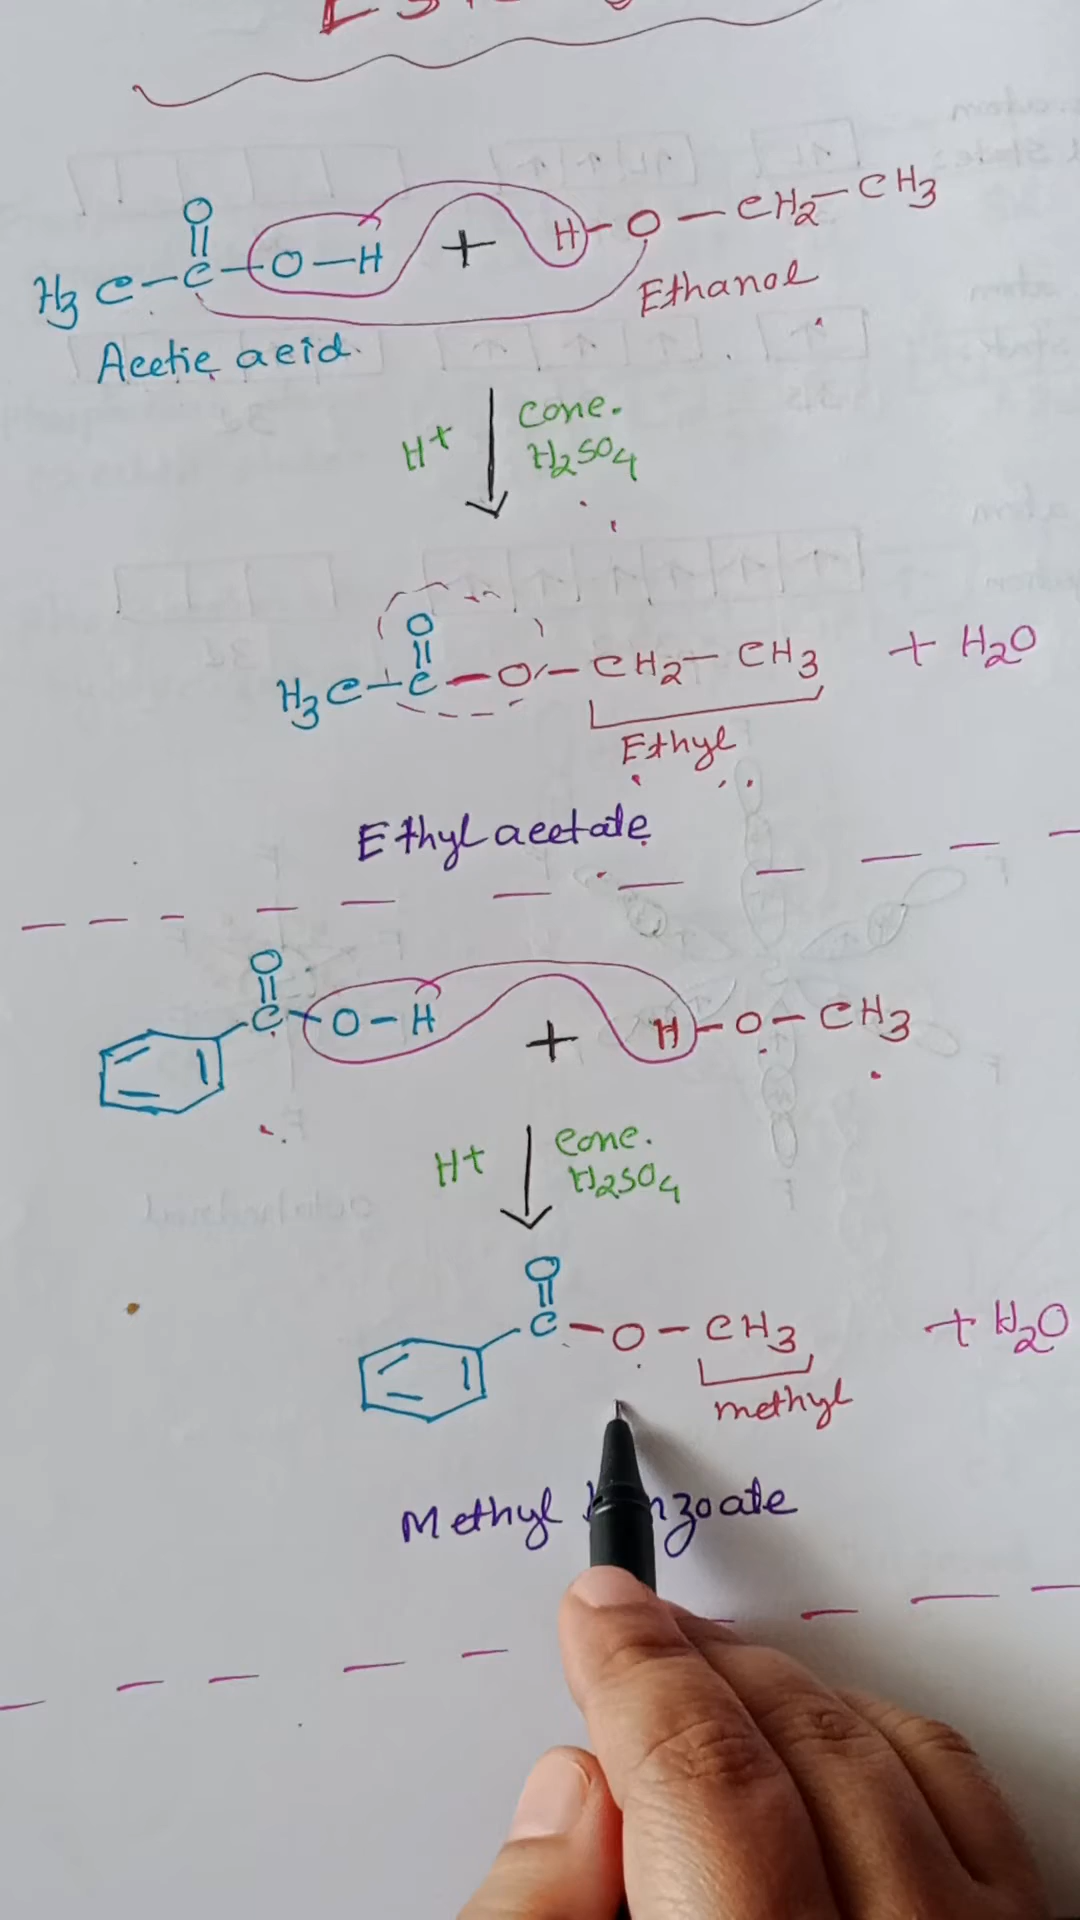 O
H3C-C-O-H + H-O-CH2-CH3
Acetic acid. Ethanol
H+ Conc.
H2SO4
O
H3C-C-O-CH2-CH3 + H2O
Ethyl
Ethyl acetate
O
C-O-H + H-O-CH3
H+ Conc.
H2SO4
O
C-O-CH3 + H2O
methyl
Methyl